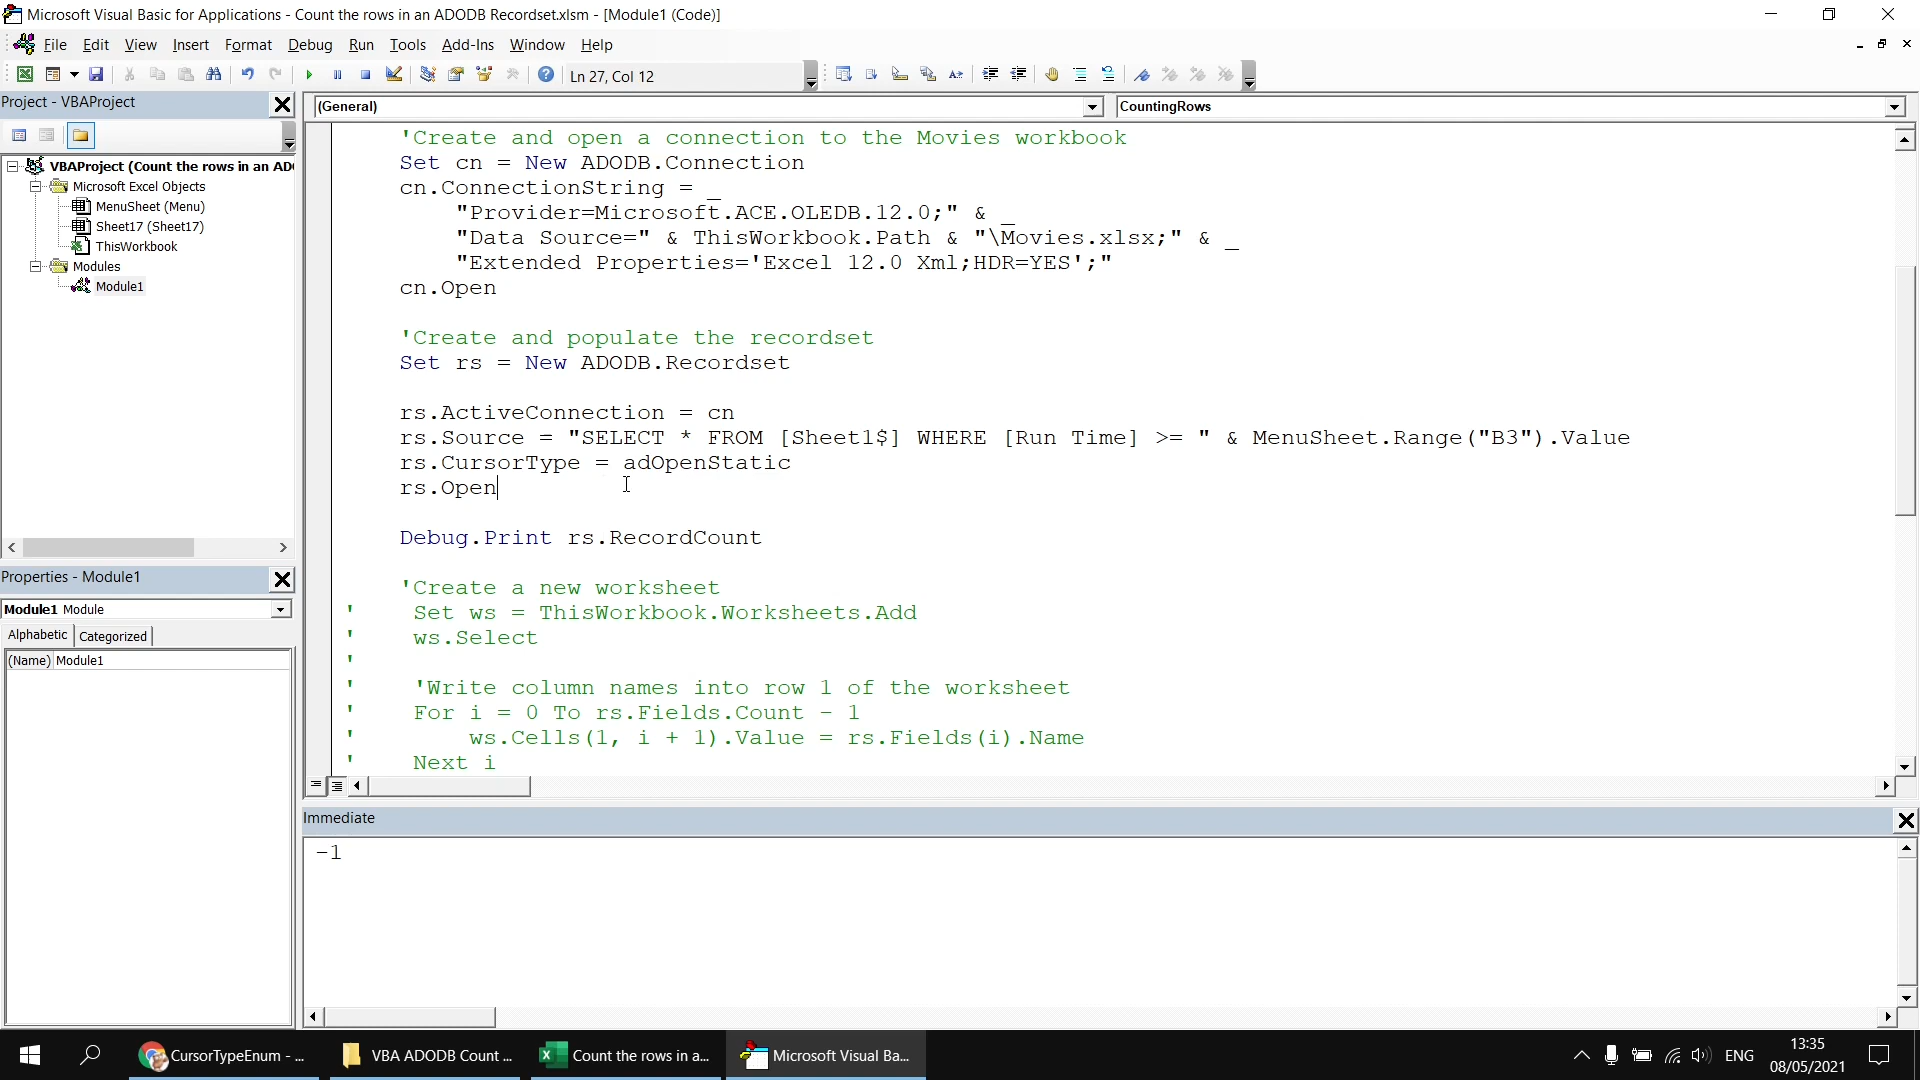 Microsoft Visual Basic for Applications - Count the rows in an ADODB Recordset.xlsm - [Module1 (Code)]
File Edit View Insert Format Debug Run Tools Add-Ins Window Help
Ln 27, Col 12
Project - VBAProject
(General)
CountingRows
VBAProject (Count the rows in an AD
Microsoft Excel Objects
MenuSheet (Menu)
Sheet17 (Sheet17)
ThisWorkbook
Modules
Module1
Properties - Module1
Module1 Module
Alphabetic Categorized
(Name) Module1
'Create and open a connection to the Movies workbook
Set cn = New ADODB.Connection
cn.ConnectionString = _
"Provider=Microsoft.ACE.OLEDB.12.0;" & _
"Data Source=" & ThisWorkbook.Path & "\Movies.xlsx;" & _
"Extended Properties='Excel 12.0 Xml;HDR=YES';"
cn.Open
'Create and populate the recordset
Set rs = New ADODB.Recordset
rs.ActiveConnection = cn
rs.Source = "SELECT * FROM [Sheet1$] WHERE [Run Time] >= " & MenuSheet.Range("B3").Value
rs.CursorType = adOpenStatic
rs.Open
Debug.Print rs.RecordCount
'Create a new worksheet
' Set ws = ThisWorkbook.Worksheets.Add
' ws.Select
'
' 'Write column names into row 1 of the worksheet
' For i = 0 To rs.Fields.Count - 1
' ws.Cells(1, i + 1).Value = rs.Fields(i).Name
' Next i
Immediate
-1
CursorTypeEnum - ...
VBA ADODB Count ...
Count the rows in a...
Microsoft Visual Ba...
ENG
13:35
08/05/2021